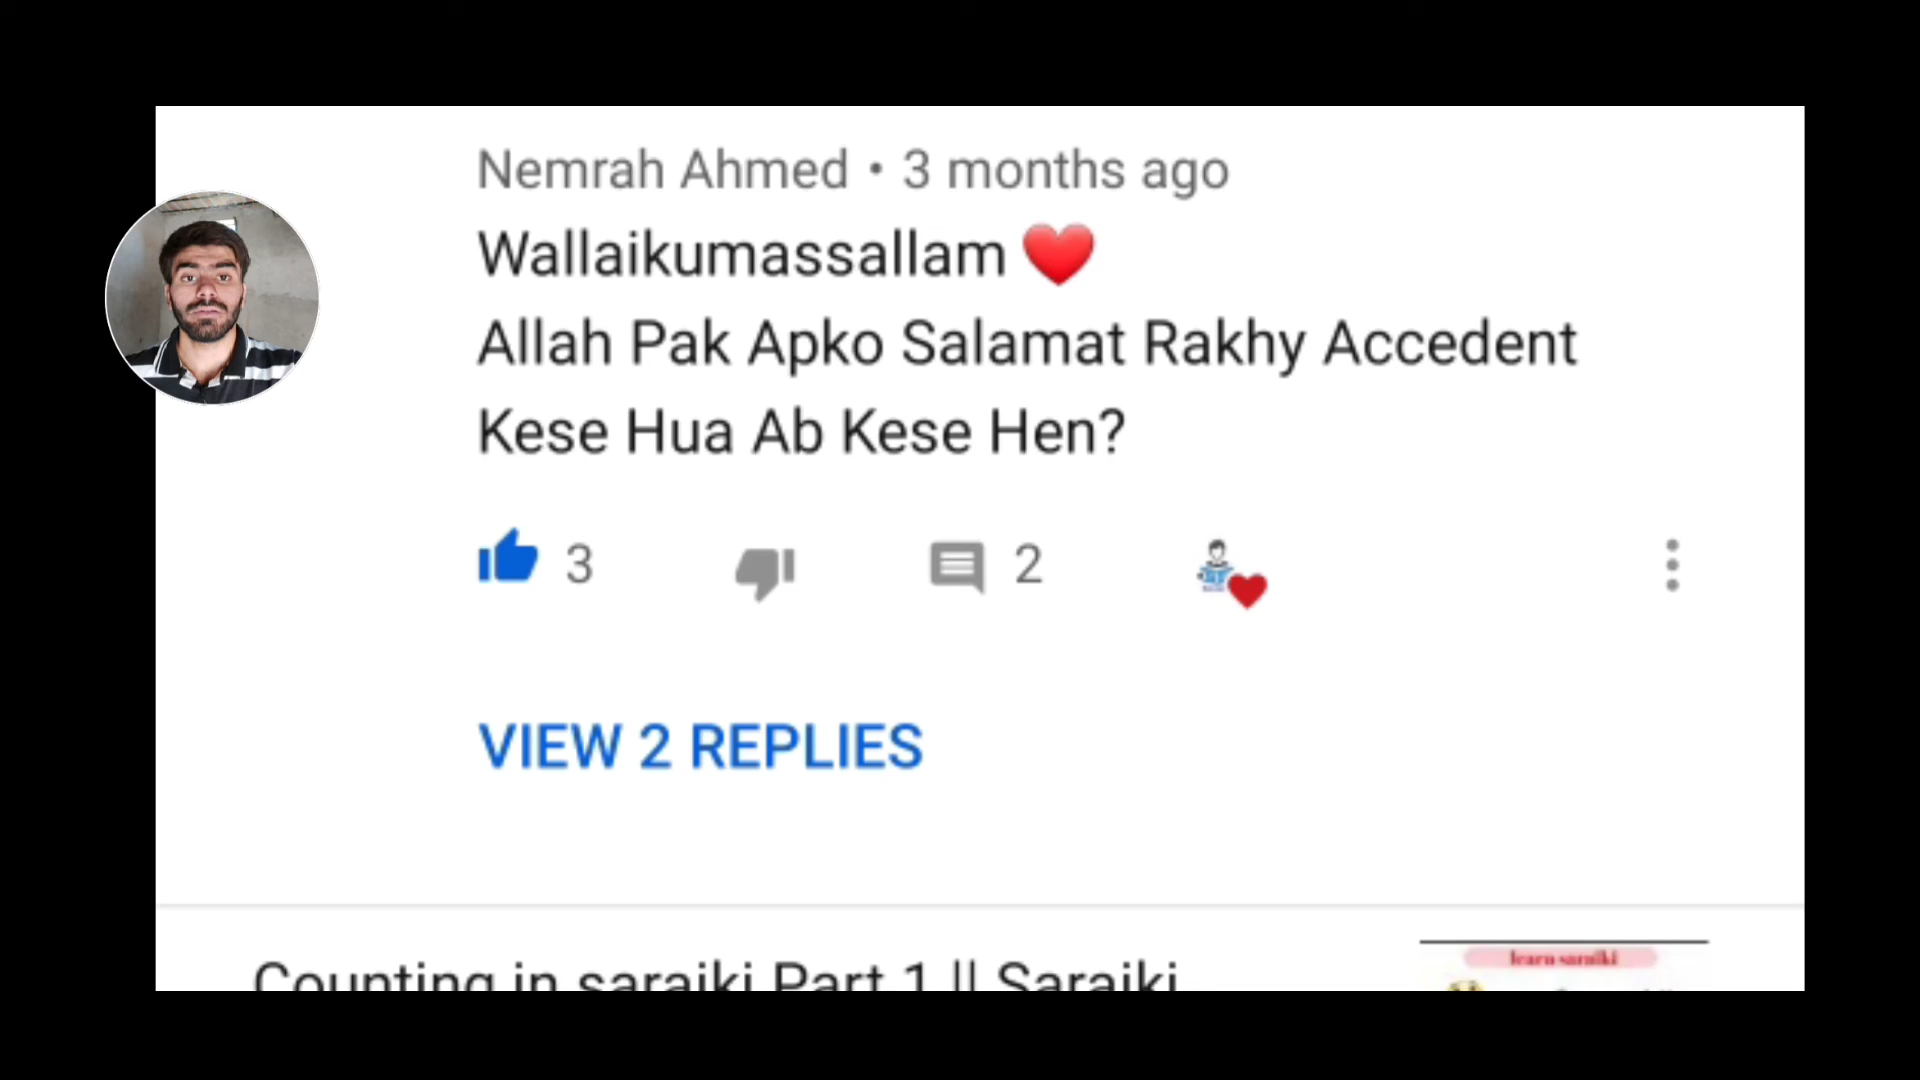 Nemrah Ahmed • 3 months ago
Wallaikumassallam ❤️
Allah Pak Apko Salamat Rakhy Accedent
Kese Hua Ab Kese Hen?
3 2
VIEW 2 REPLIES
learn saraiki
Counting in saraiki Part 1 || Saraiki